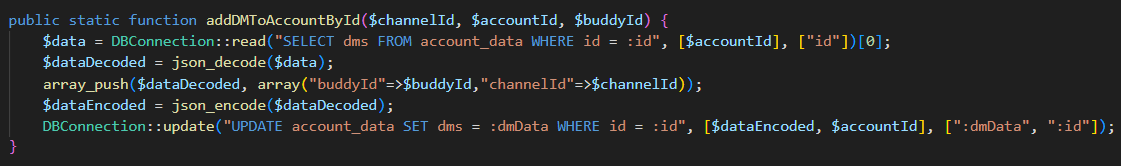 public static function addDMToAccountById($channelId, $accountId, $buddyId) {
    $data = DBConnection::read("SELECT dms FROM account_data WHERE id = :id", [$accountId], ["id"])[0];
    $dataDecoded = json_decode($data);
    array_push($dataDecoded, array("buddyId"=>$buddyId,"channelId"=>$channelId));
    $dataEncoded = json_encode($dataDecoded);
    DBConnection::update("UPDATE account_data SET dms = :dmData WHERE id = :id", [$dataEncoded, $accountId], [":dmData", ":id"]);
}